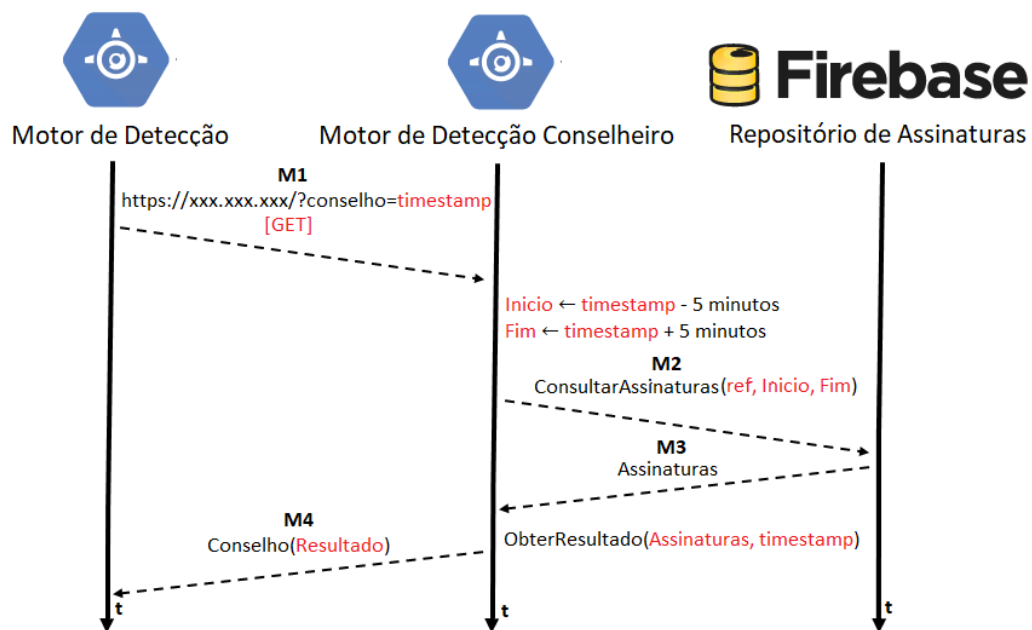 Firebase
Motor de Detecção
Motor de Detecção Conselheiro
Repositório de Assinaturas
M1
https://xxx.xxx.xxx/?conselho=timestamp
[GET]
Inicio ← timestamp - 5 minutos
Fim ← timestamp + 5 minutos
M2
ConsultarAssinaturas(ref, Inicio, Fim)
M3
Assinaturas
M4
Conselho(Resultado)
ObterResultado(Assinaturas, timestamp)
t
t
t